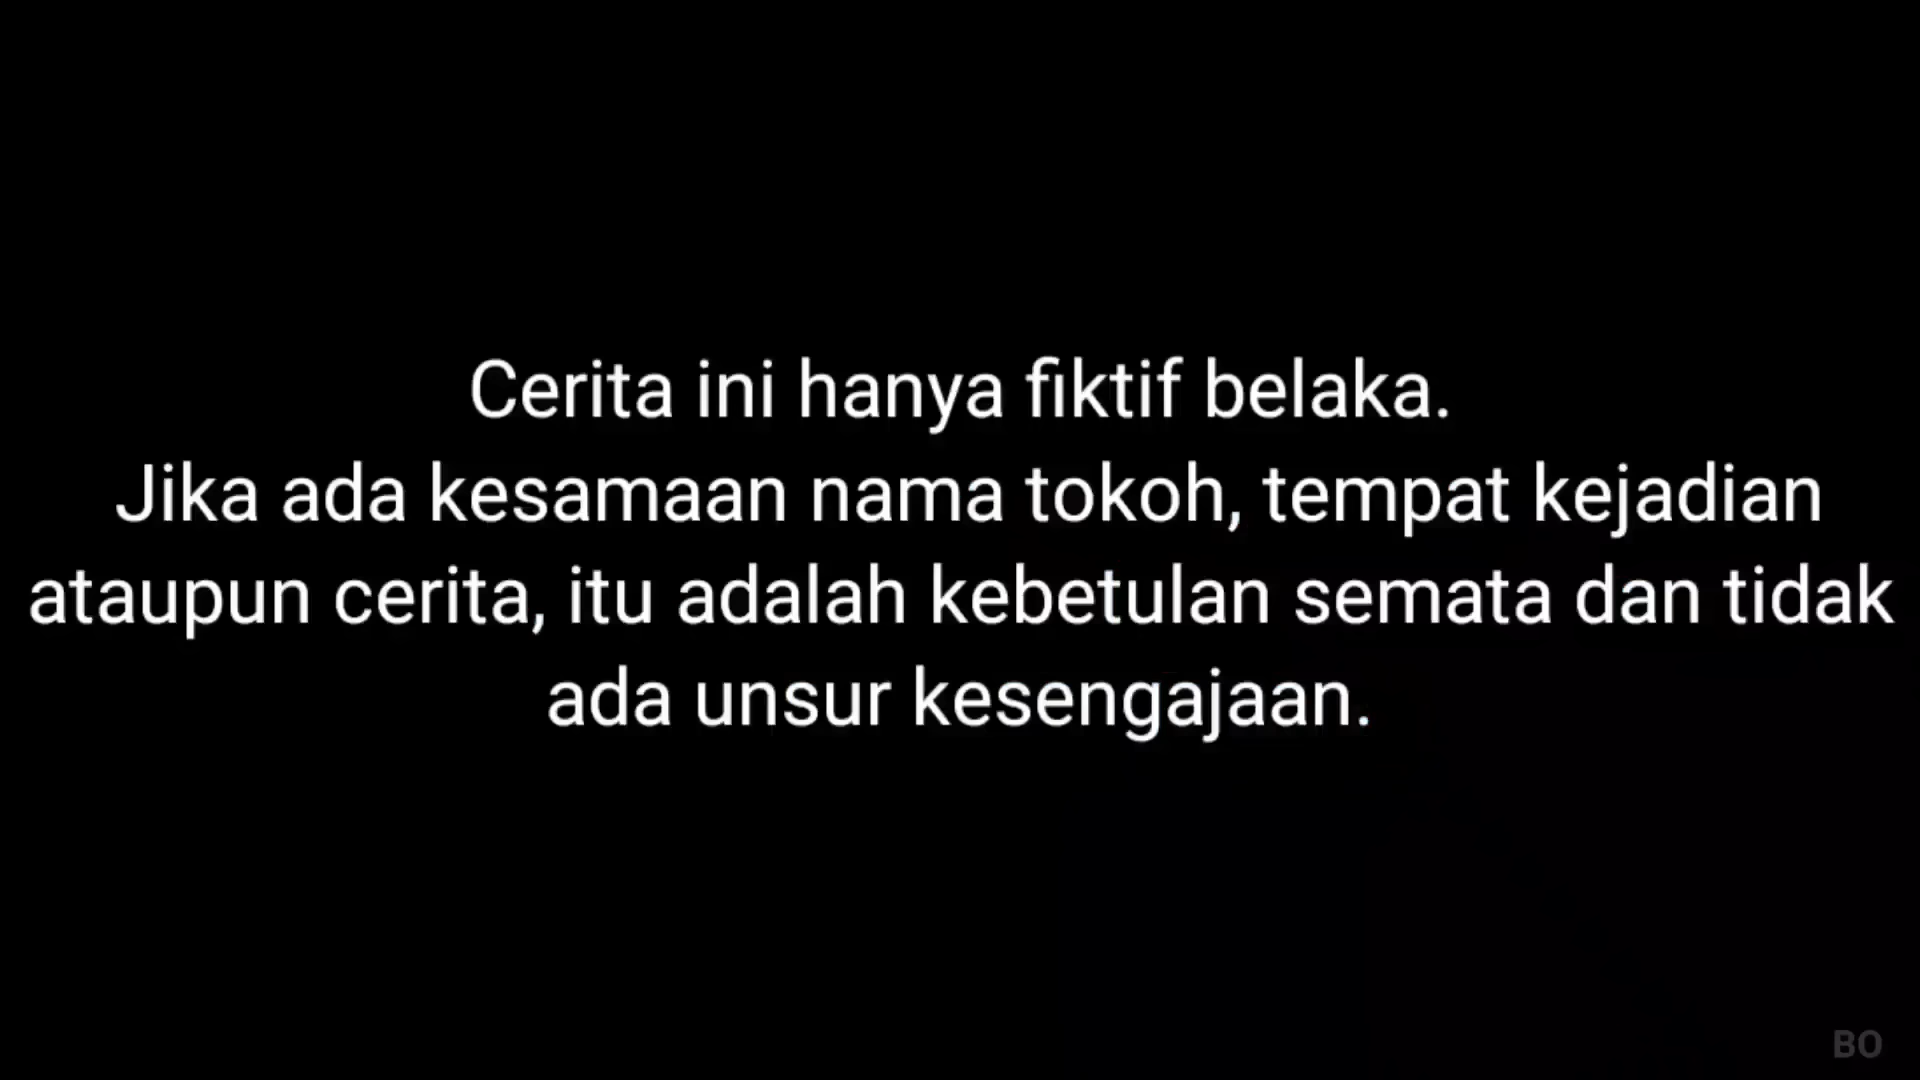 Cerita ini hanya fiktif belaka.
Jika ada kesamaan nama tokoh, tempat kejadian
ataupun cerita, itu adalah kebetulan semata dan tidak
ada unsur kesengajaan.
BO